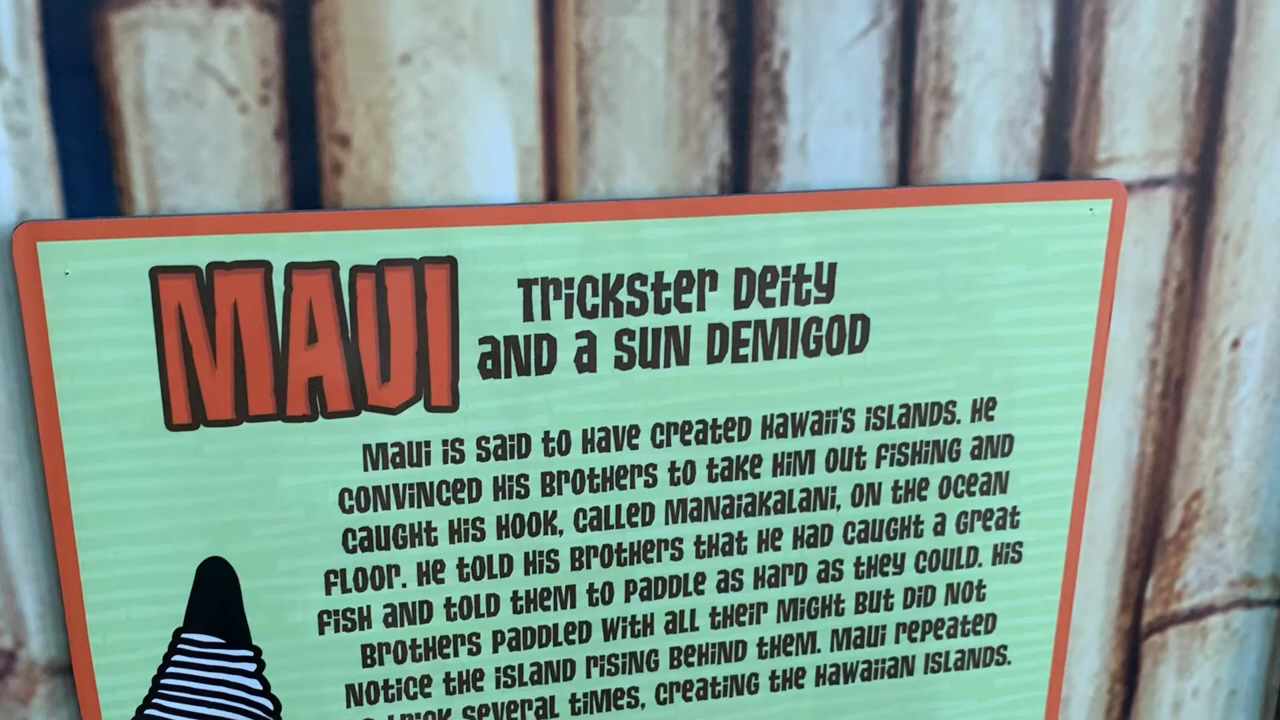 MAUI
Trickster Deity
AND a SUN DEMIGOD
Maui is said to have created Hawaii's islands. He
convinced his brothers to take him out fishing and
caught his hook, called Manaiakalani, on the ocean
floor. He told his brothers that he had caught a great
fish and told them to paddle as hard as they could. His
brothers paddled with all their might but did not
notice the island rising behind them. Maui repeated
trick several times, creating the Hawaiian Islands.